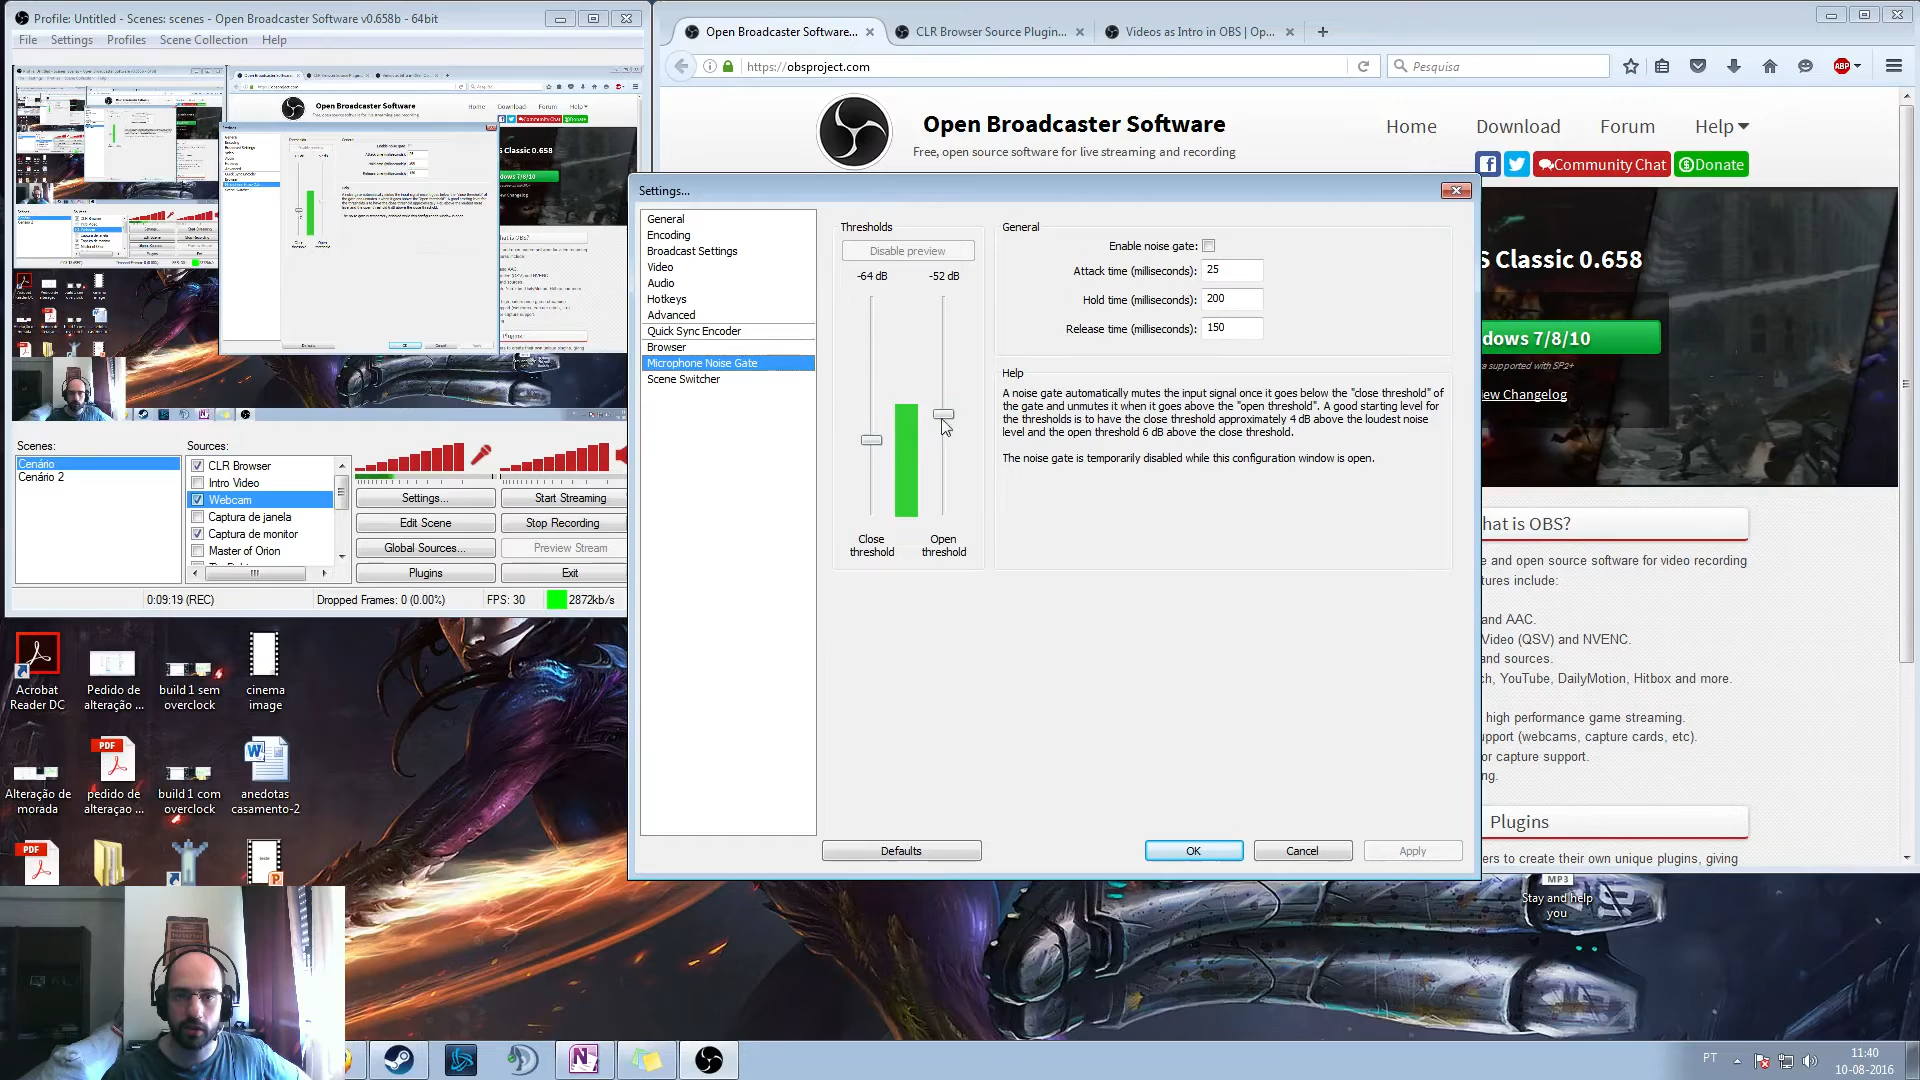 Profile: Untitled - Scenes: scenes - Open Broadcaster Software v0.658b - 64bit
File Settings Profiles Scene Collection Help
Scenes:
Cenário
Cenário 2
Sources:
CLR Browser
Intro Video
Webcam
Captura de janela
Captura de monitor
Master of Orion
Settings...
Start Streaming
Edit Scene
Stop Recording
Global Sources...
Preview Stream
Plugins
Exit
0:09:19 (REC)
Dropped Frames: 0 (0.00%)
FPS: 30
2872kb/s
Open Broadcaster Software...
CLR Browser Source Plugin...
Videos as Intro in OBS | Op...
https://obsproject.com
Pesquisa
ABP
Open Broadcaster Software
Free, open source software for live streaming and recording
Home
Download
Forum
Help
Community Chat
Donate
S Classic 0.658
dows 7/8/10
supported with SP2+
ew Changelog
hat is OBS?
e and open source software for video recording
tures include:
and AAC.
Video (QSV) and NVENC.
and sources.
ch, YouTube, DailyMotion, Hitbox and more.
high performance game streaming.
pport (webcams, capture cards, etc).
or capture support.
ng.
Plugins
ers to create their own unique plugins, giving
Settings...
General
Encoding
Broadcast Settings
Video
Audio
Hotkeys
Advanced
Quick Sync Encoder
Browser
Microphone Noise Gate
Scene Switcher
Thresholds
Disable preview
-64 dB
-52 dB
Close threshold
Open threshold
General
Enable noise gate:
Attack time (milliseconds): 25
Hold time (milliseconds): 200
Release time (milliseconds): 150
Help
A noise gate automatically mutes the input signal once it goes below the "close threshold" of
the gate and unmutes it when it goes above the "open threshold". A good starting level for
the thresholds is to have the close threshold approximately 4 dB above the loudest noise
level and the open threshold 6 dB above the close threshold.
The noise gate is temporarily disabled while this configuration window is open.
Defaults
OK
Cancel
Apply
Acrobat Reader DC
Pedido de alteração ...
build 1 sem overclock
cinema image
PDF
Alteração de morada
pedido de alteraçao ...
build 1 com overclock
anedotas casamento-2
PDF
MP3
Stay and help you
PT
11:40
10-08-2016